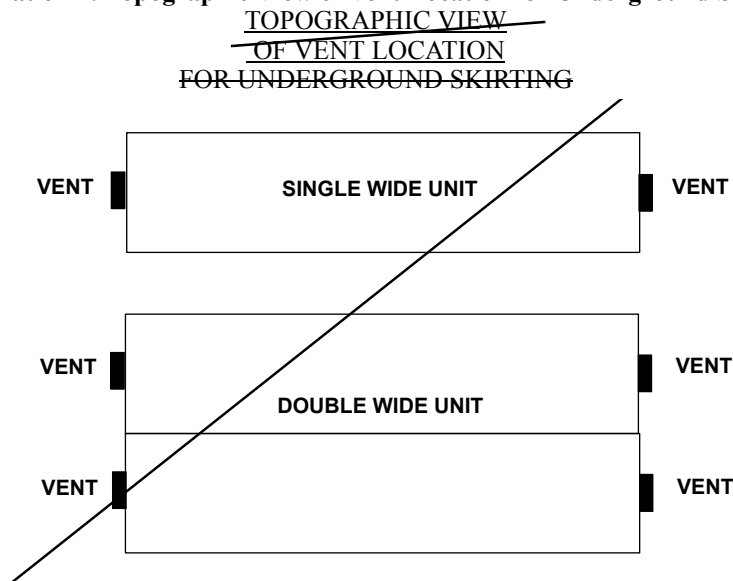 TOPOGRAPHIC VIEW
OF VENT LOCATION
FOR UNDERGROUND SKIRTING
VENT SINGLE WIDE UNIT VENT
VENT VENT
DOUBLE WIDE UNIT
VENT VENT